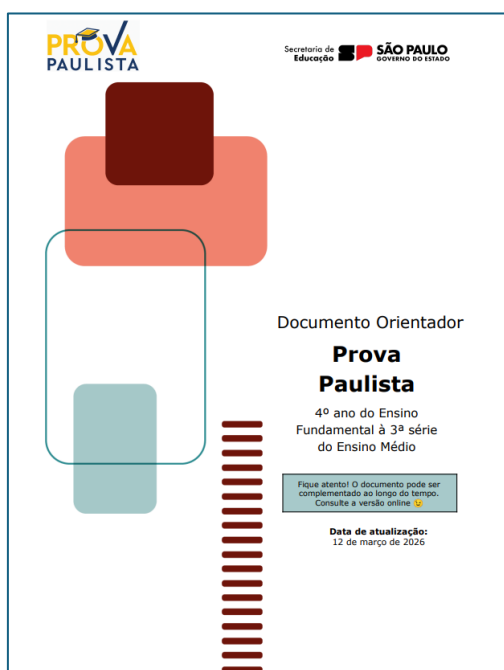 PROVA
PAULISTA
Secretaria de
Educação
SP
SÃO PAULO
GOVERNO DO ESTADO
Documento Orientador
Prova
Paulista
4º ano do Ensino
Fundamental à 3ª série
do Ensino Médio
Fique atento! O documento pode ser
complementado ao longo do tempo.
Consulte a versão online 😉
Data de atualização:
12 de março de 2026